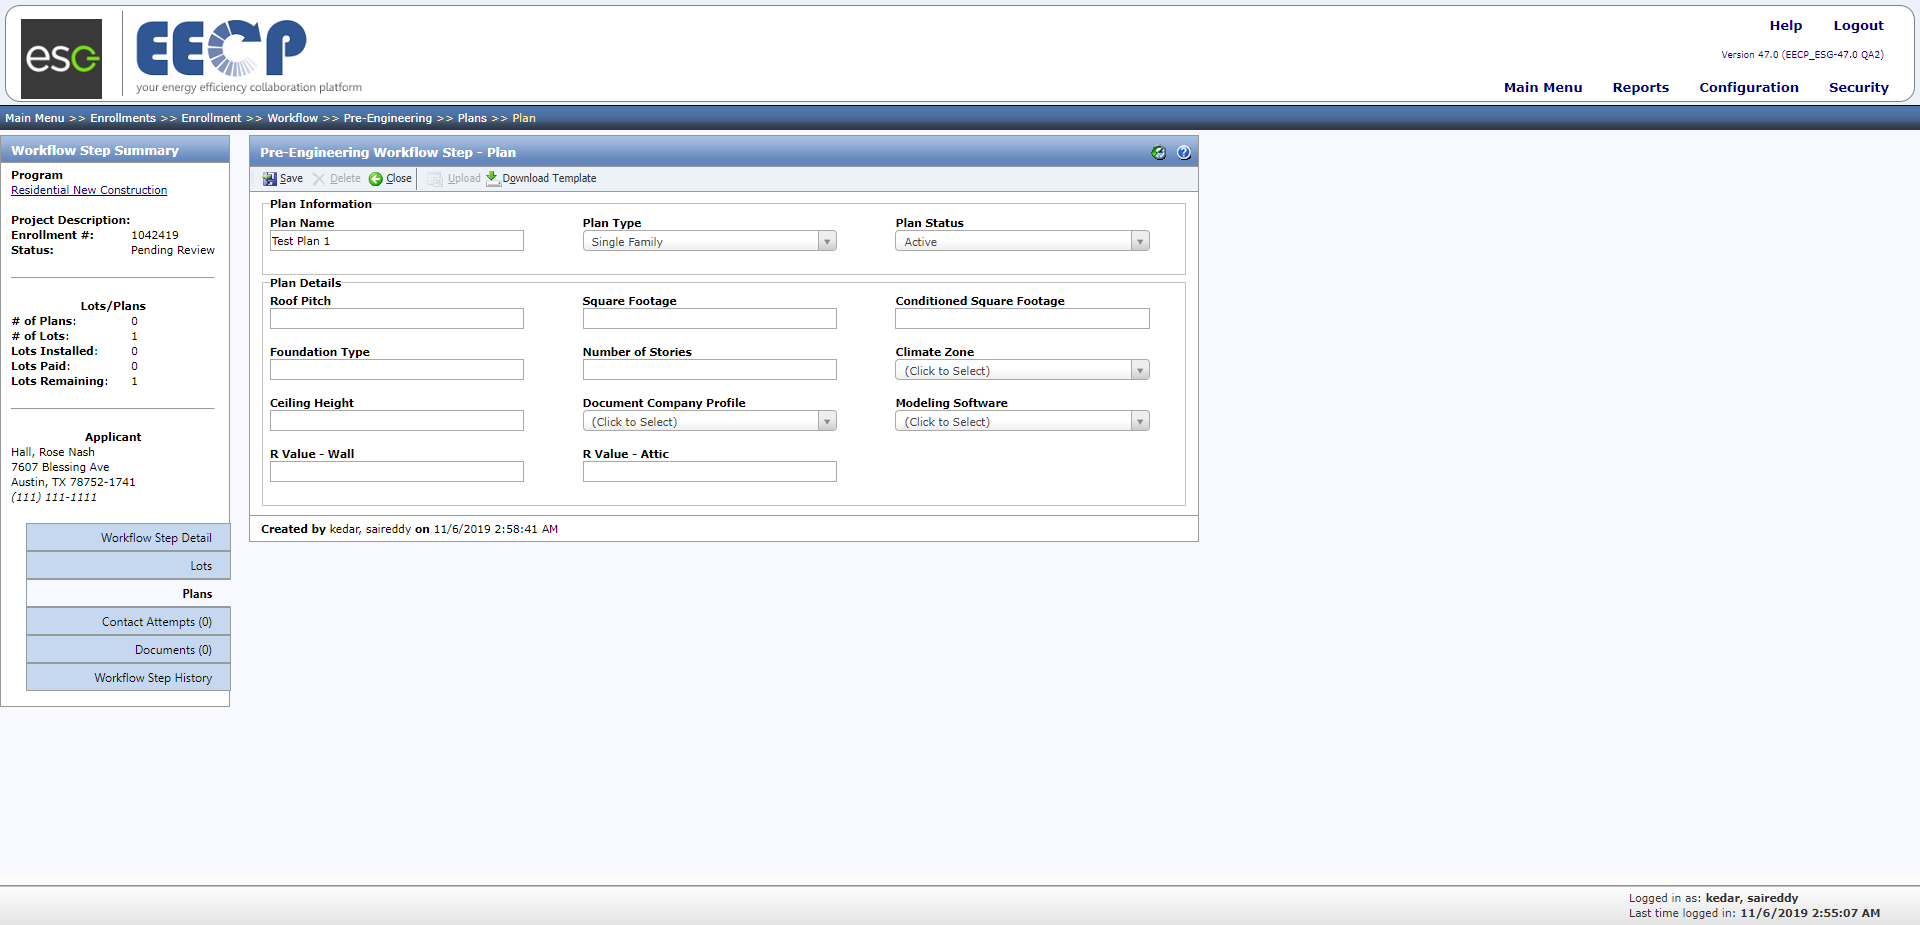 esg
EECP
your energy efficiency collaboration platform
Help Logout
Version 47.0 (EECP_ESG-47.0 QA2)
Main Menu Reports Configuration Security
Main Menu >> Enrollments >> Enrollment >> Workflow >> Pre-Engineering >> Plans >> Plan
Workflow Step Summary
Program
Residential New Construction
Project Description:
Enrollment #: 1042419
Status: Pending Review
Lots/Plans
# of Plans: 0
# of Lots: 1
Lots Installed: 0
Lots Paid: 0
Lots Remaining: 1
Applicant
Hall, Rose Nash
7607 Blessing Ave
Austin, TX 78752-1741
(111) 111-1111
Workflow Step Detail
Lots
Plans
Contact Attempts (0)
Documents (0)
Workflow Step History
Pre-Engineering Workflow Step - Plan
Save Delete Close Upload Download Template
Plan Information
Plan Name Plan Type Plan Status
Test Plan 1 Single Family Active
Plan Details
Roof Pitch Square Footage Conditioned Square Footage
Foundation Type Number of Stories Climate Zone
(Click to Select)
Ceiling Height Document Company Profile Modeling Software
(Click to Select) (Click to Select)
R Value - Wall R Value - Attic
Created by kedar, saireddy on 11/6/2019 2:58:41 AM
Logged in as: kedar, saireddy
Last time logged in: 11/6/2019 2:55:07 AM